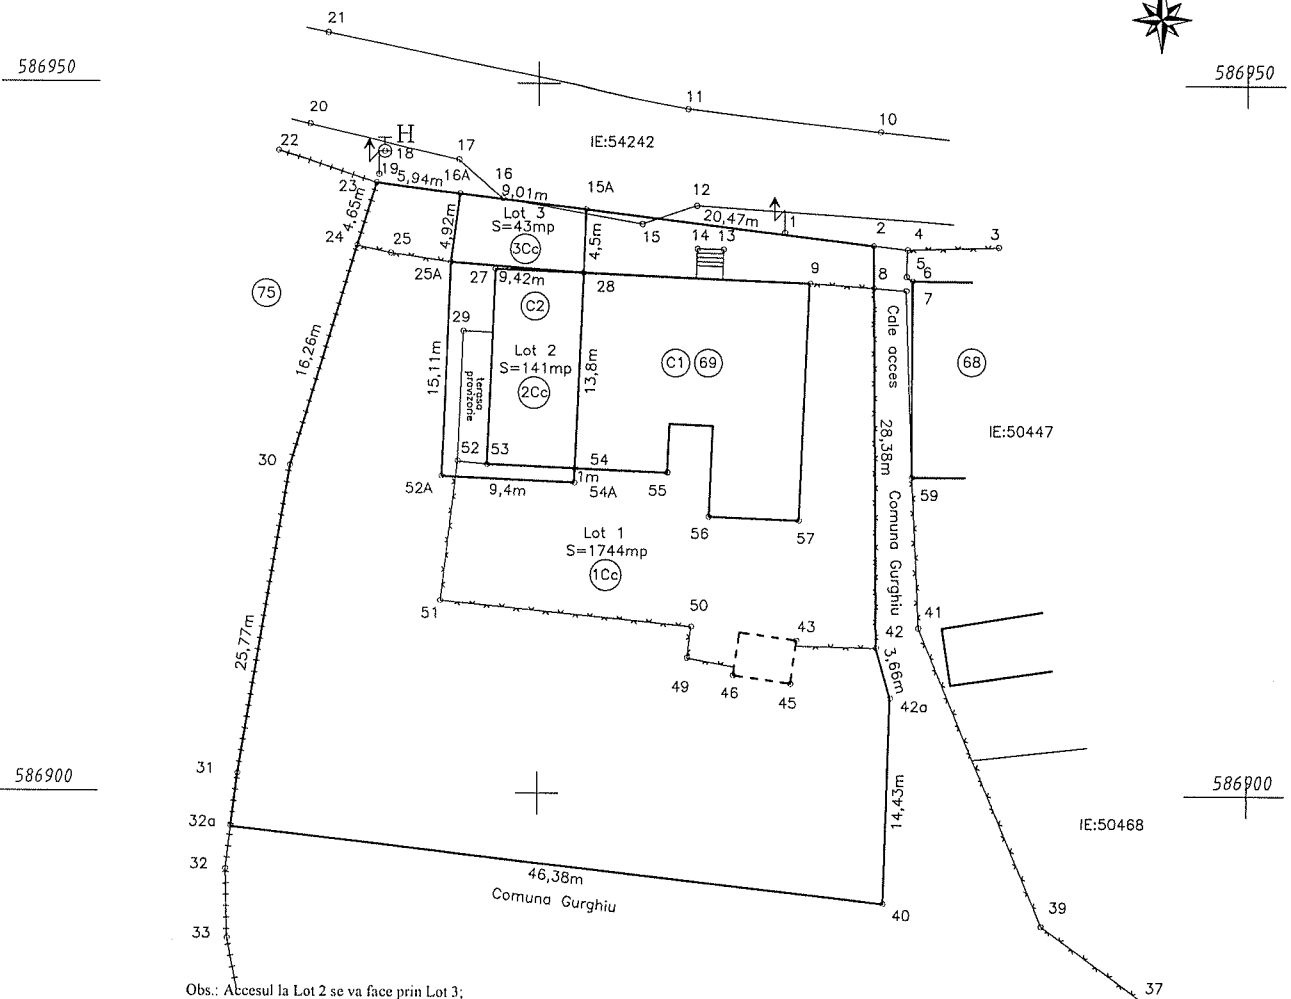 21
586950
586950
11
10
20
H
17
IE:54242
22
18
19
16A
16
15A
12
23
5,94m
9,01m
20,47m
1
4,65m
Lot 3
S=43mp
3Cc
4,92m
4,5m
15
14
13
2
4
3
24
25
5
6
25A
27
9,42m
28
9
8
7
75
C2
29
Cale acces
16,26m
Lot 2
S=141mp
2Cc
15,11m
13,8m
C1
69
68
terasa
provizorie
28,38m
IE:50447
30
52
53
54
52A
9,4m
1m
54A
55
59
56
57
Lot 1
S=1744mp
1Cc
Comuna Gurghiu
51
50
43
42
41
25,77m
3,66m
49
46
45
42a
31
586900
586900
14,43m
32a
IE:50468
32
46,38m
Comuna Gurghiu
40
39
33
37
Obs.: Accesul la Lot 2 se va face prin Lot 3;